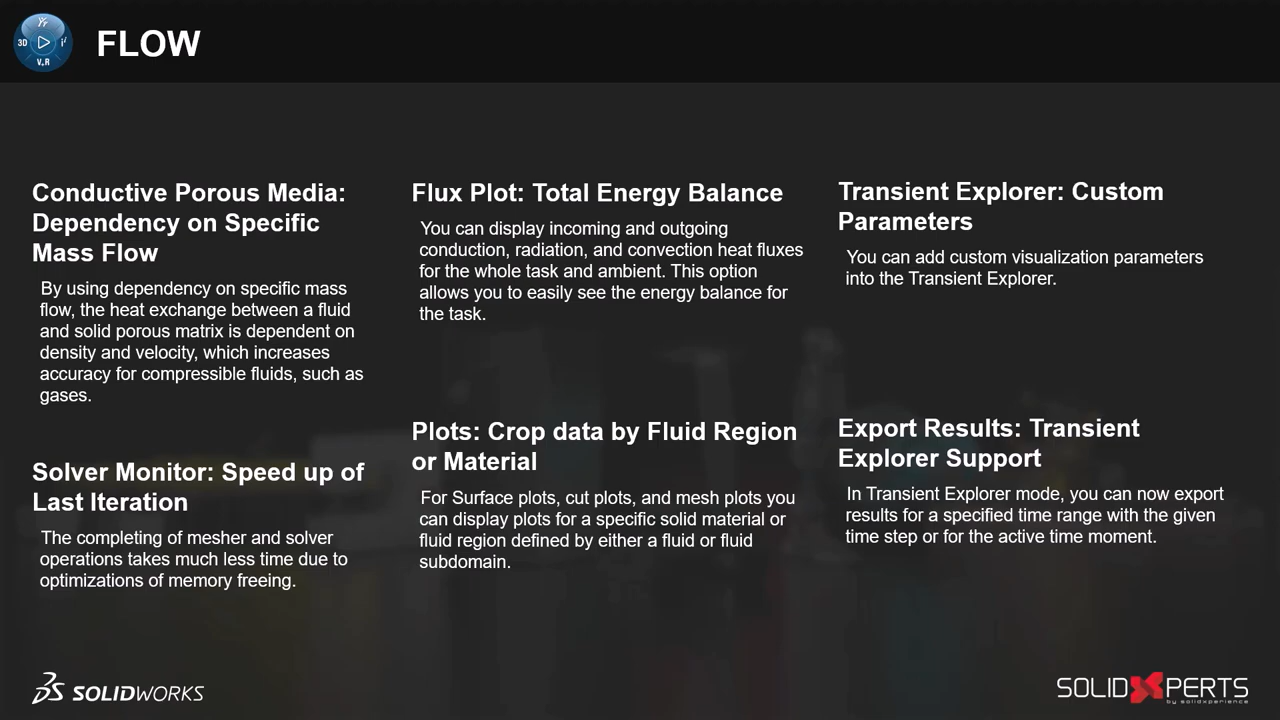 3D
V.R
FLOW
Conductive Porous Media:
Dependency on Specific
Mass Flow
By using dependency on specific mass
flow, the heat exchange between a fluid
and solid porous matrix is dependent on
density and velocity, which increases
accuracy for compressible fluids, such as
gases.
Solver Monitor: Speed up of
Last Iteration
The completing of mesher and solver
operations takes much less time due to
optimizations of memory freeing.
Flux Plot: Total Energy Balance
You can display incoming and outgoing
conduction, radiation, and convection heat fluxes
for the whole task and ambient. This option
allows you to easily see the energy balance for
the task.
Plots: Crop data by Fluid Region
or Material
For Surface plots, cut plots, and mesh plots you
can display plots for a specific solid material or
fluid region defined by either a fluid or fluid
subdomain.
Transient Explorer: Custom
Parameters
You can add custom visualization parameters
into the Transient Explorer.
Export Results: Transient
Explorer Support
In Transient Explorer mode, you can now export
results for a specified time range with the given
time step or for the active time moment.
SOLIDWORKS
SOLIDXPERTS
by solidxperience